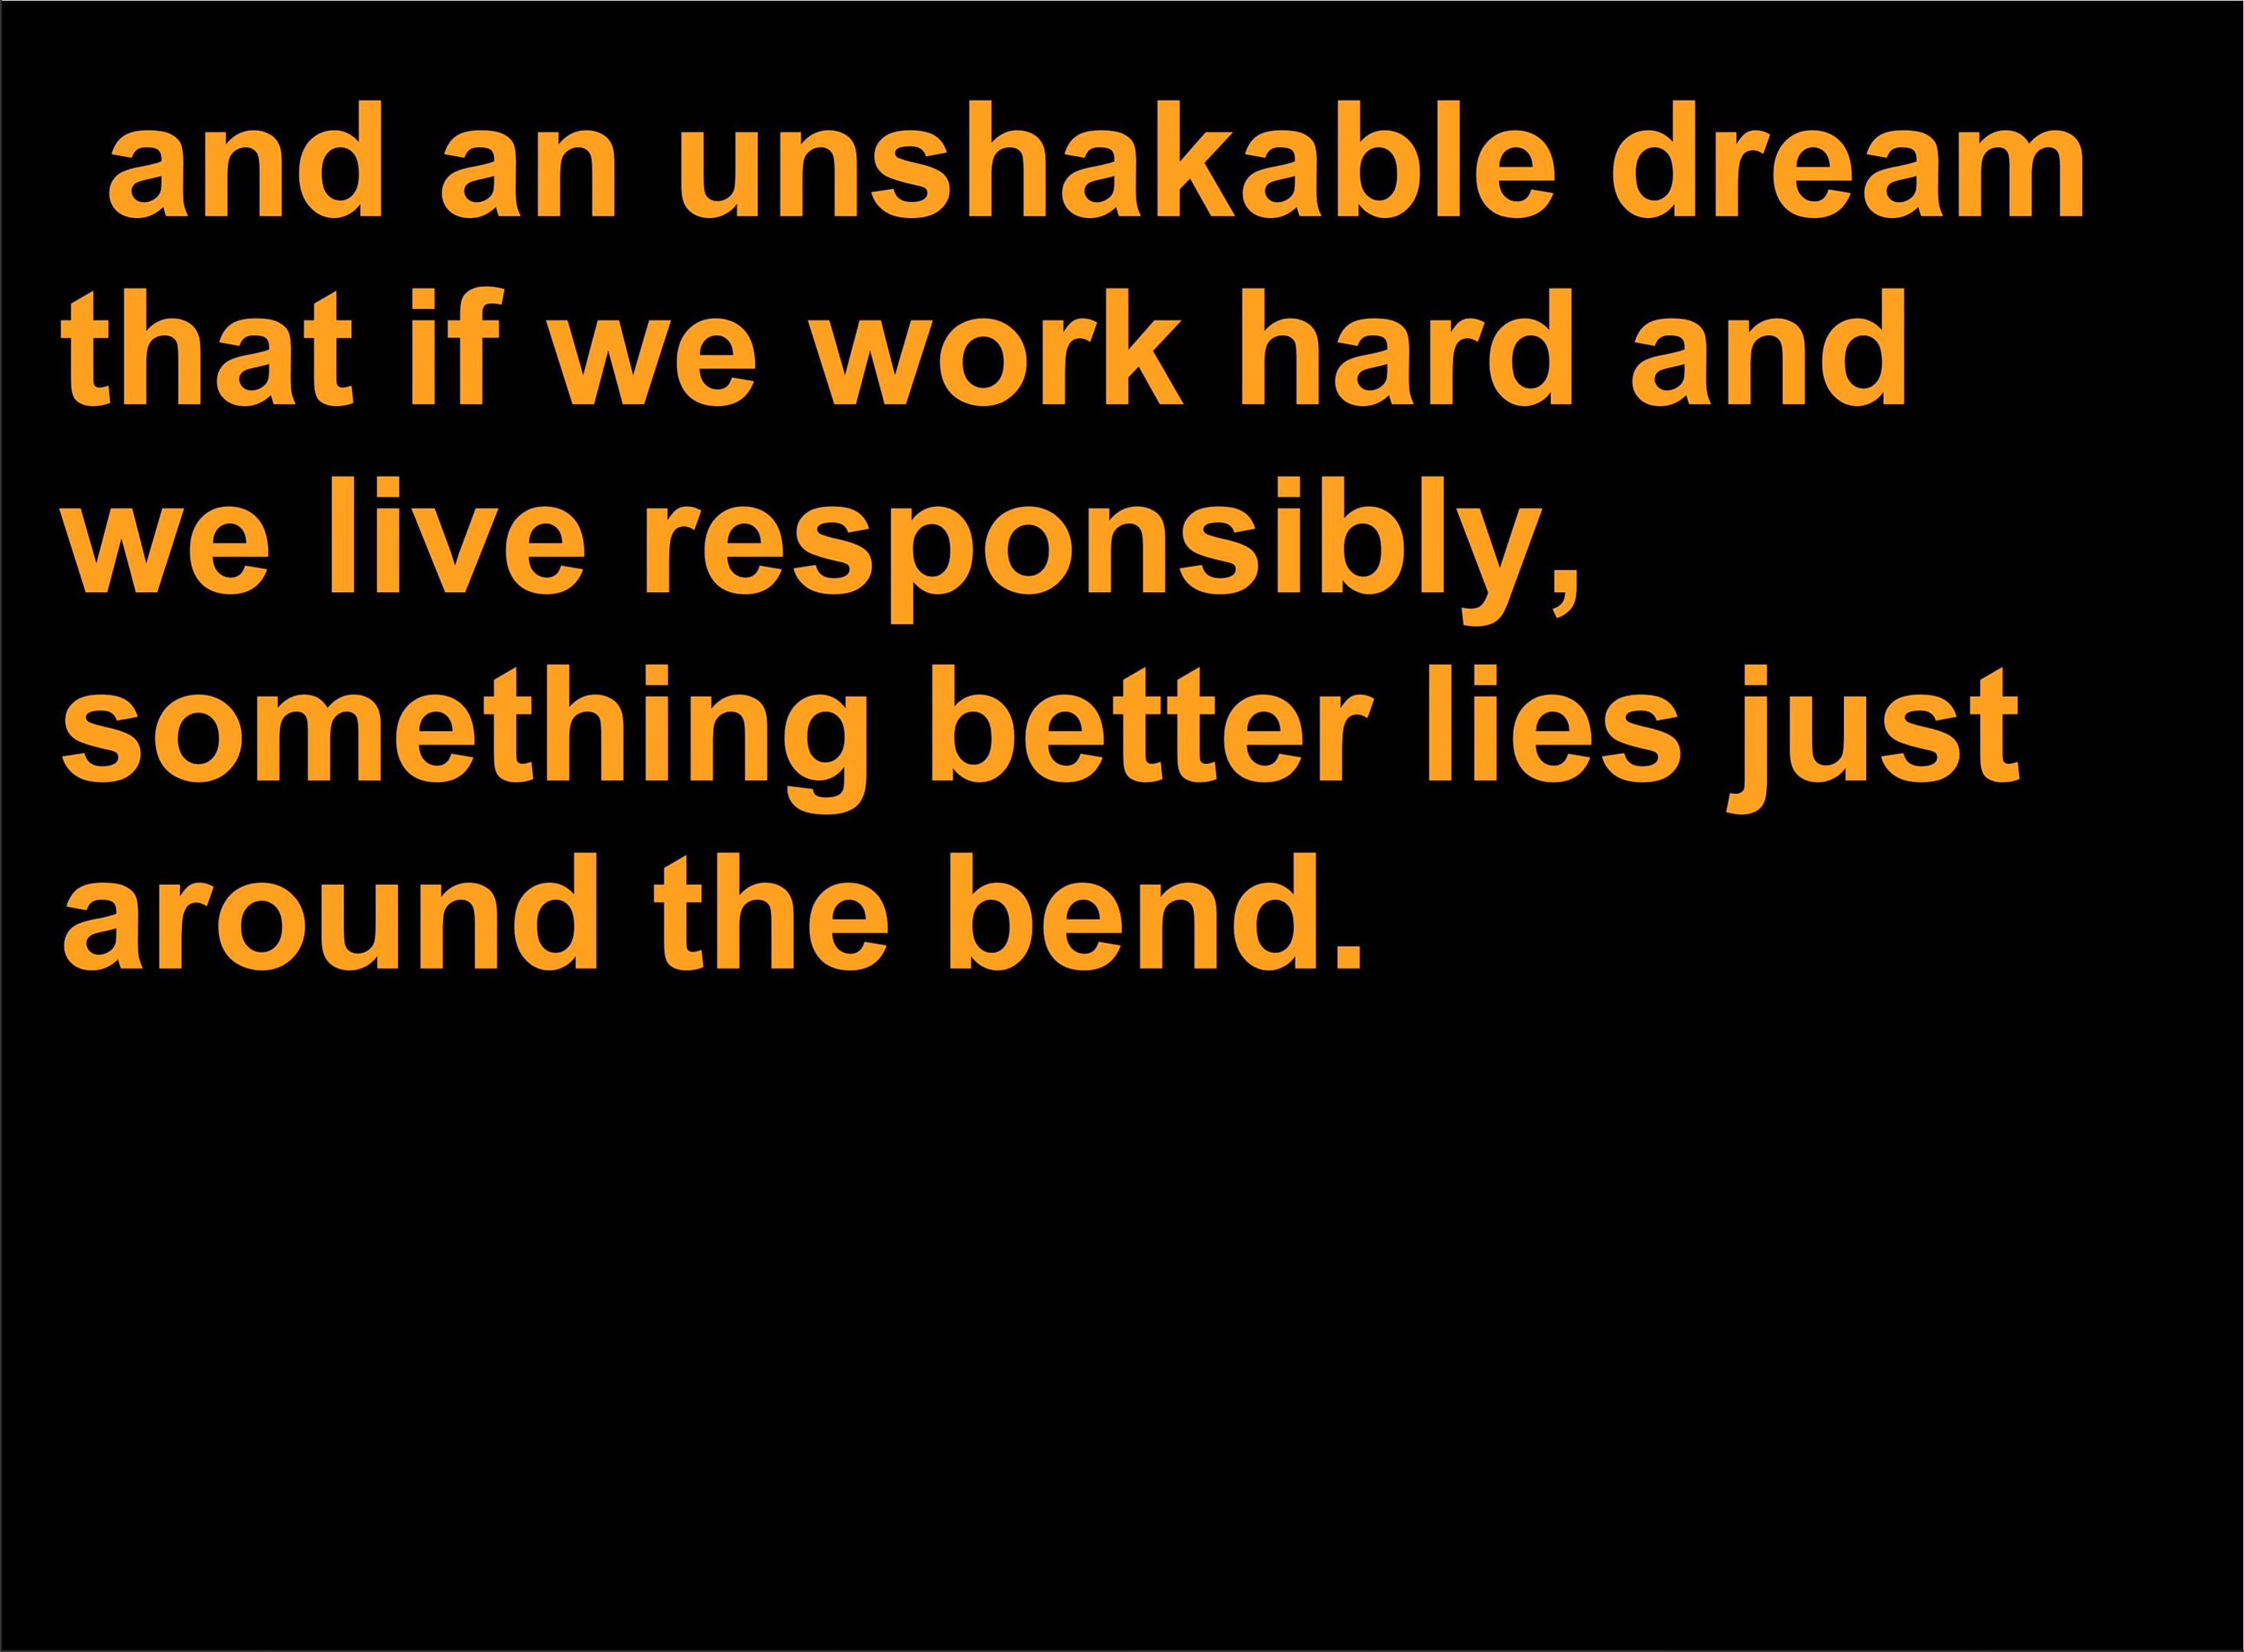 and an unshakable dream
that if we work hard and
we live responsibly,
something better lies just
around the bend.